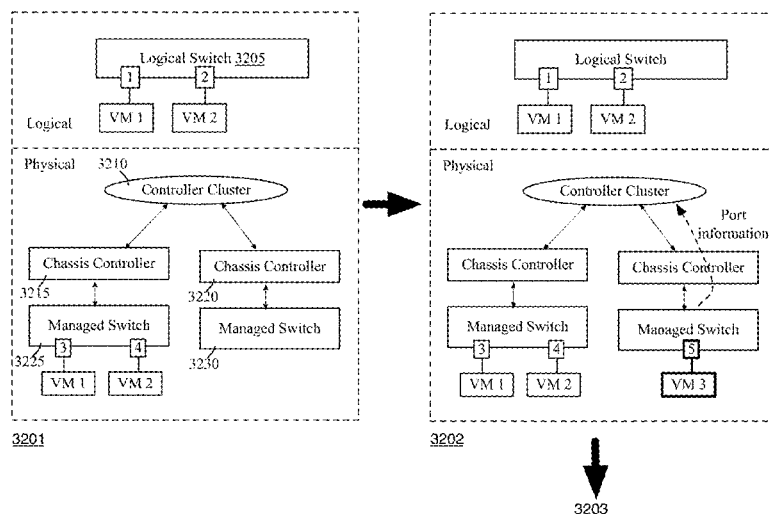 Logical Switch 3205
1
2
VM 1
VM 2
Logical
Physical
3210
Controller Cluster
Chassis Controller
3215
Chassis Controller
3220
Managed Switch
3225
3
4
VM 1
VM 2
Managed Switch
3230
3201
Logical Switch
1
2
VM 1
VM 2
Logical
Physical
Controller Cluster
Port
information
Chassis Controller
Chassis Controller
Managed Switch
3
4
VM 1
VM 2
Managed Switch
5
VM 3
3202
3203